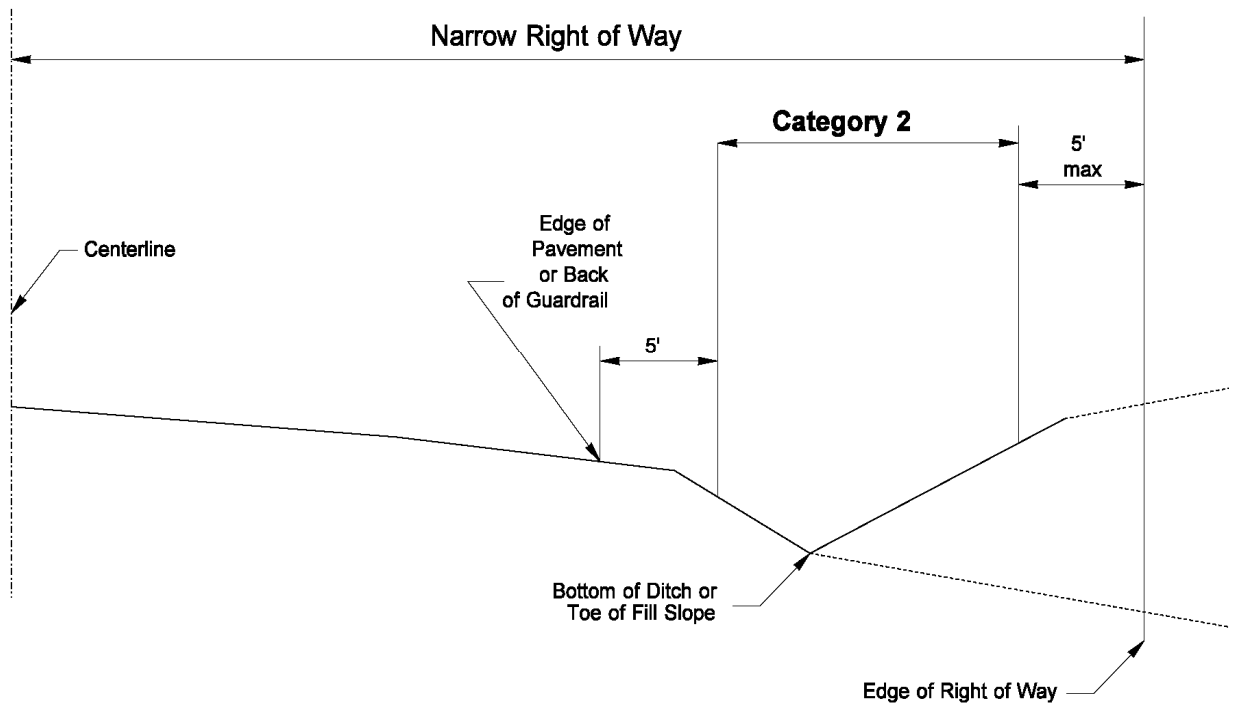 Narrow Right of Way
Category 2
5'
max
Edge of
Pavement
or Back
of Guardrail
Centerline
5'
Bottom of Ditch or
Toe of Fill Slope
Edge of Right of Way